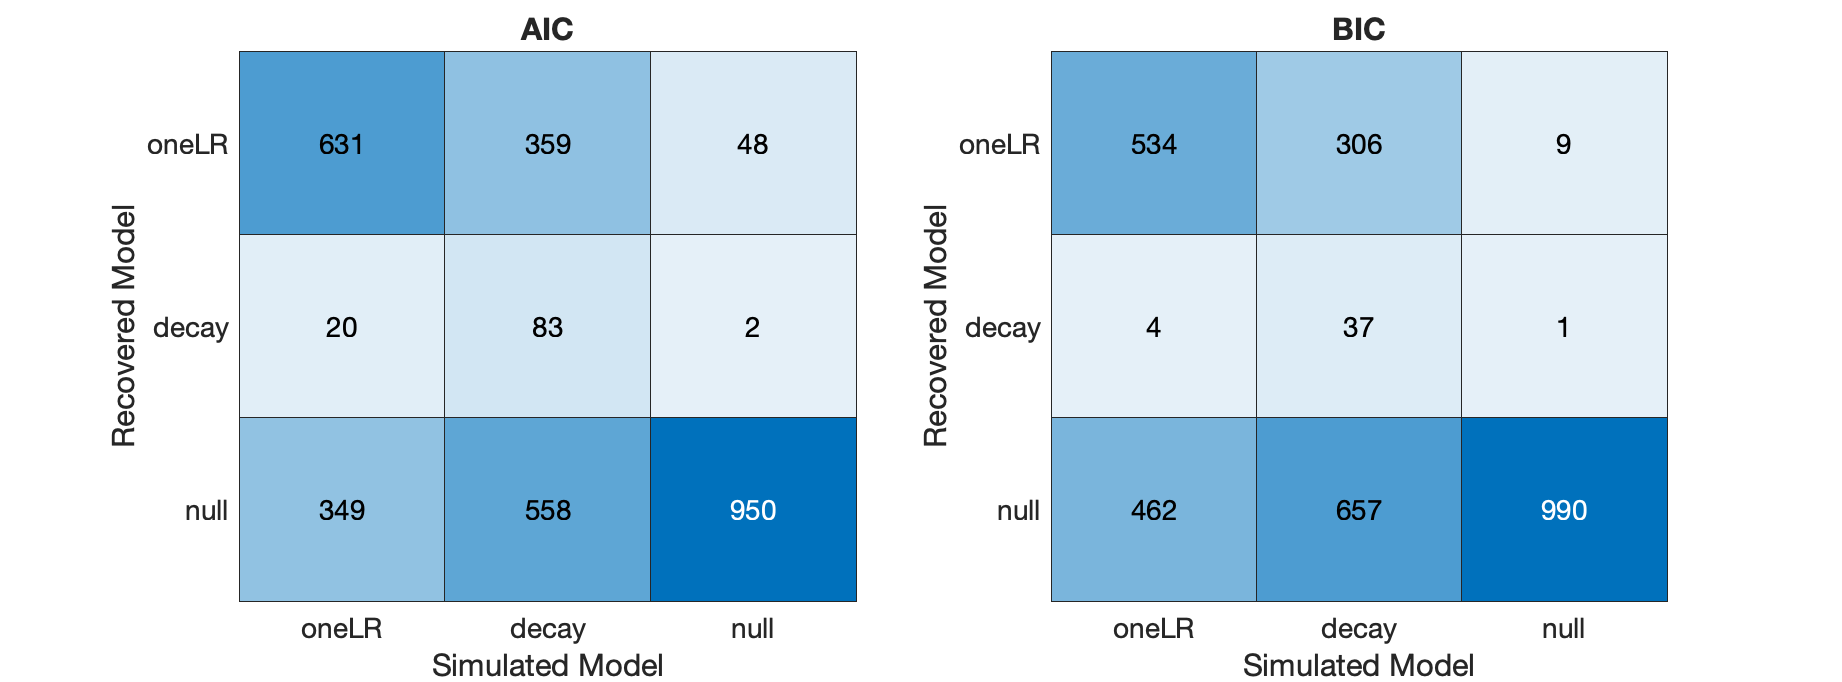 AIC
Recovered Model
oneLR
631
359
48
decay
20
83
2
null
349
558
950
oneLR
decay
null
Simulated Model
BIC
Recovered Model
oneLR
534
306
9
decay
4
37
1
null
462
657
990
oneLR
decay
null
Simulated Model